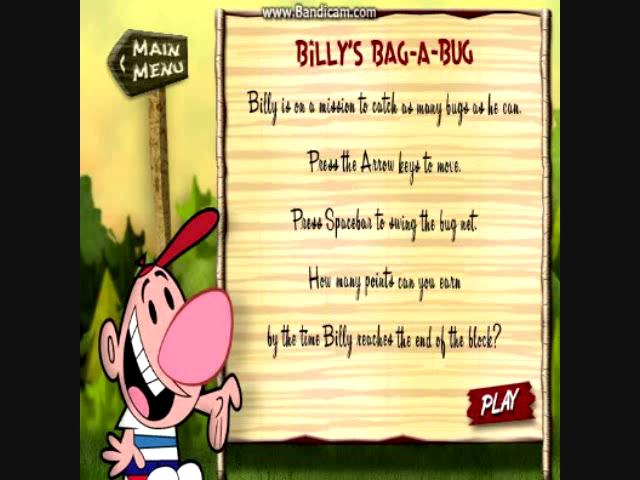 www.Bandicam.com
MAIN
MENU
BILLY'S BAG-A-BUG
Billy is on a mission to catch as many bugs as he can.
Press the Arrow keys to move.
Press Spacebar to swing the bug net.
How many points can you earn
by the time Billy reaches the end of the block?
PLAY